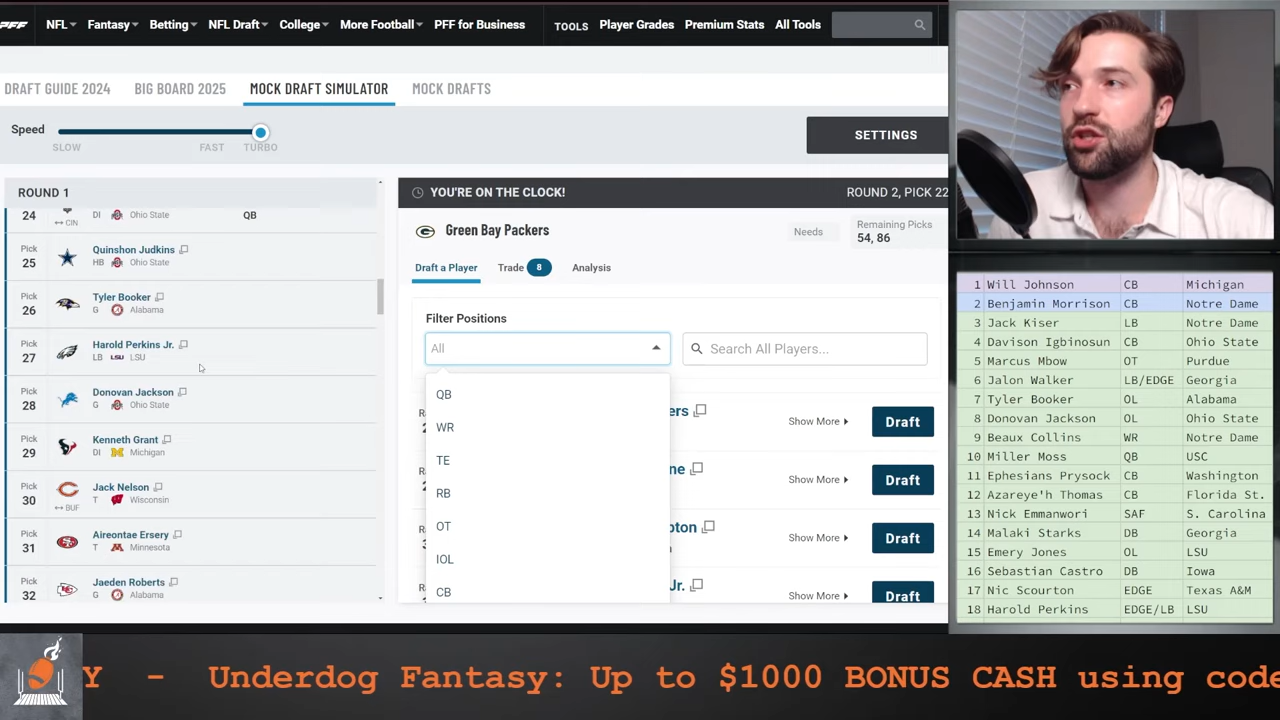 PFF NFL Fantasy Betting NFL Draft College More Football PFF for Business TOOLS Player Grades Premium Stats All Tools
DRAFT GUIDE 2024 BIG BOARD 2025 MOCK DRAFT SIMULATOR MOCK DRAFTS
Speed
SLOW FAST TURBO
SETTINGS
ROUND 1
24 DI Ohio State QB
↔ CIN
Pick 25 Quinshon Judkins
HB Ohio State
Pick 26 Tyler Booker
G Alabama
Pick 27 Harold Perkins Jr.
LB LSU LSU
Pick 28 Donovan Jackson
G Ohio State
Pick 29 Kenneth Grant
DI Michigan
Pick 30 Jack Nelson
T Wisconsin
↔ BUF
Pick 31 Aireontae Ersery
T Minnesota
Pick 32 Jaeden Roberts
G Alabama
YOU'RE ON THE CLOCK! ROUND 2, PICK 22
Green Bay Packers
Needs
Remaining Picks
54, 86
Draft a Player Trade 8 Analysis
Filter Positions
All
Search All Players...
QB
WR
TE
RB
OT
IOL
CB
ers Show More Draft
ne Show More Draft
pton Show More Draft
Jr. Show More Draft
1 Will Johnson CB Michigan
2 Benjamin Morrison CB Notre Dame
3 Jack Kiser LB Notre Dame
4 Davison Igbinosun CB Ohio State
5 Marcus Mbow OT Purdue
6 Jalon Walker LB/EDGE Georgia
7 Tyler Booker OL Alabama
8 Donovan Jackson OL Ohio State
9 Beaux Collins WR Notre Dame
10 Miller Moss QB USC
11 Ephesians Prysock CB Washington
12 Azareye'h Thomas CB Florida St.
13 Nick Emmanwori SAF S. Carolina
14 Malaki Starks DB Georgia
15 Emery Jones OL LSU
16 Sebastian Castro DB Iowa
17 Nic Scourton EDGE Texas A&M
18 Harold Perkins EDGE/LB LSU
Y - Underdog Fantasy: Up to $1000 BONUS CASH using code